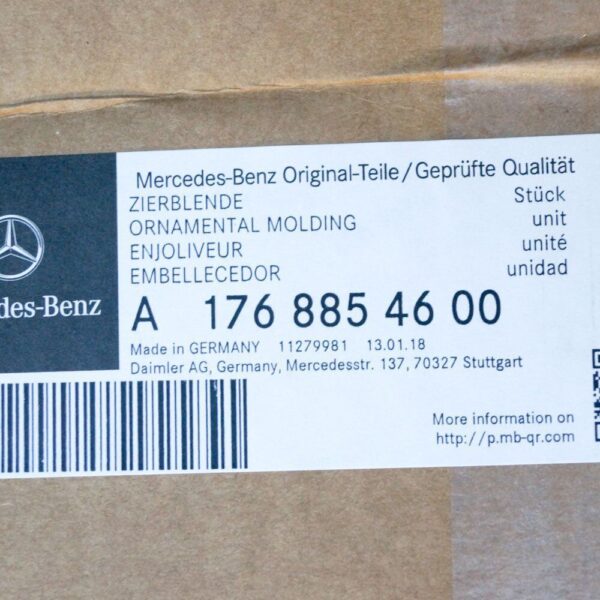 Mercedes-Benz Original-Teile/Geprüfte Qualität
ZIERBLENDE Stück
ORNAMENTAL MOLDING unit
ENJOLIVEUR unité
EMBELLECEDOR unidad
des-Benz
A 176 885 46 00
Made in GERMANY 11279981 13.01.18
Daimler AG, Germany, Mercedesstr. 137, 70327 Stuttgart
More information on
http://p.mb-qr.com